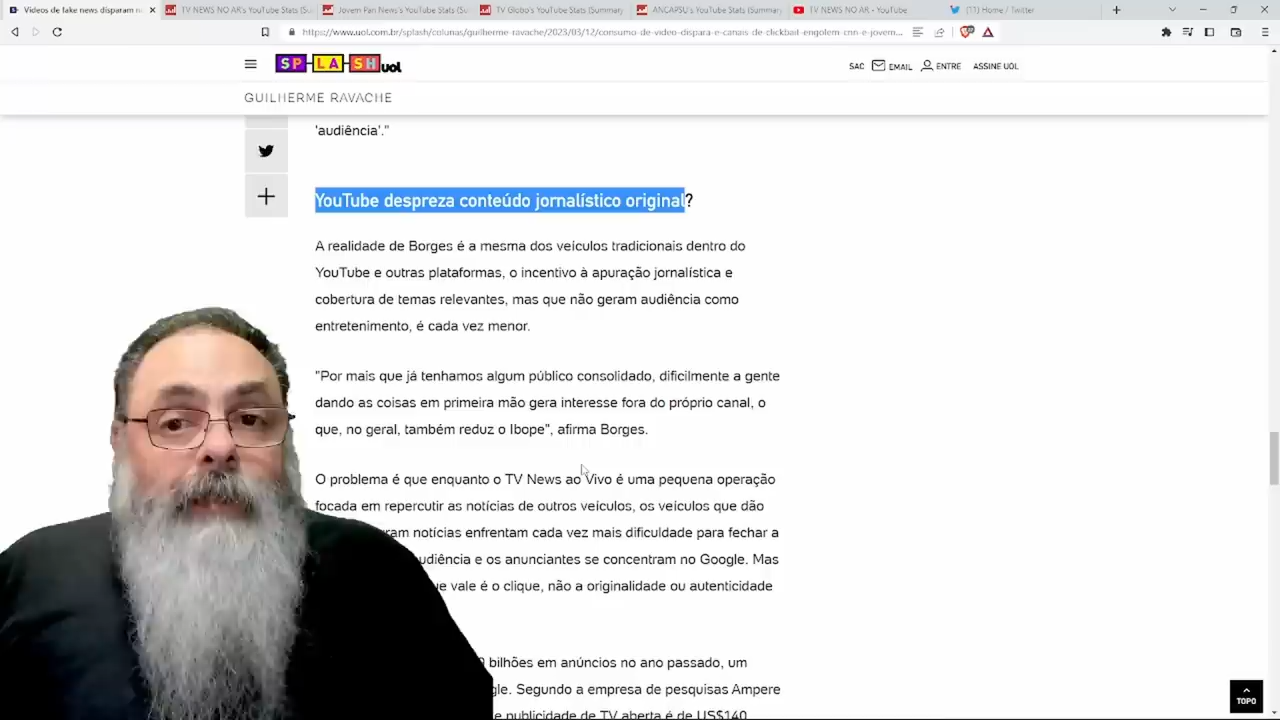 Videos de fake news disparam n
TV NEWS NO AR's YouTube Stats (S
Jovem Pan News's YouTube Stats (Su
TV Globo's YouTube Stats (Summary
ANCAPSU's YouTube Stats (Summary
TV NEWS NO AR - YouTube
(11) Home / Twitter
https://www.uol.com.br/splash/colunas/guilherme-ravache/2023/03/12/consumo-de-video-dispara-e-canais-de-clickbait-engolem-cnn-e-jovem...
SPLASH uol
SAC EMAIL ENTRE ASSINE UOL
GUILHERME RAVACHE
'audiência'."
YouTube despreza conteúdo jornalístico original?
A realidade de Borges é a mesma dos veículos tradicionais dentro do
YouTube e outras plataformas, o incentivo à apuração jornalística e
cobertura de temas relevantes, mas que não geram audiência como
entretenimento, é cada vez menor.
"Por mais que já tenhamos algum público consolidado, dificilmente a gente
dando as coisas em primeira mão gera interesse fora do próprio canal, o
que, no geral, também reduz o Ibope", afirma Borges.
O problema é que enquanto o TV News ao Vivo é uma pequena operação
focada em repercutir as notícias de outros veículos, os veículos que dão
ram notícias enfrentam cada vez mais dificuldade para fechar a
udiência e os anunciantes se concentram no Google. Mas
ue vale é o clique, não a originalidade ou autenticidade
bilhões em anúncios no ano passado, um
gle. Segundo a empresa de pesquisas Ampere
e publicidade de TV aberta é de US$140
TOPO